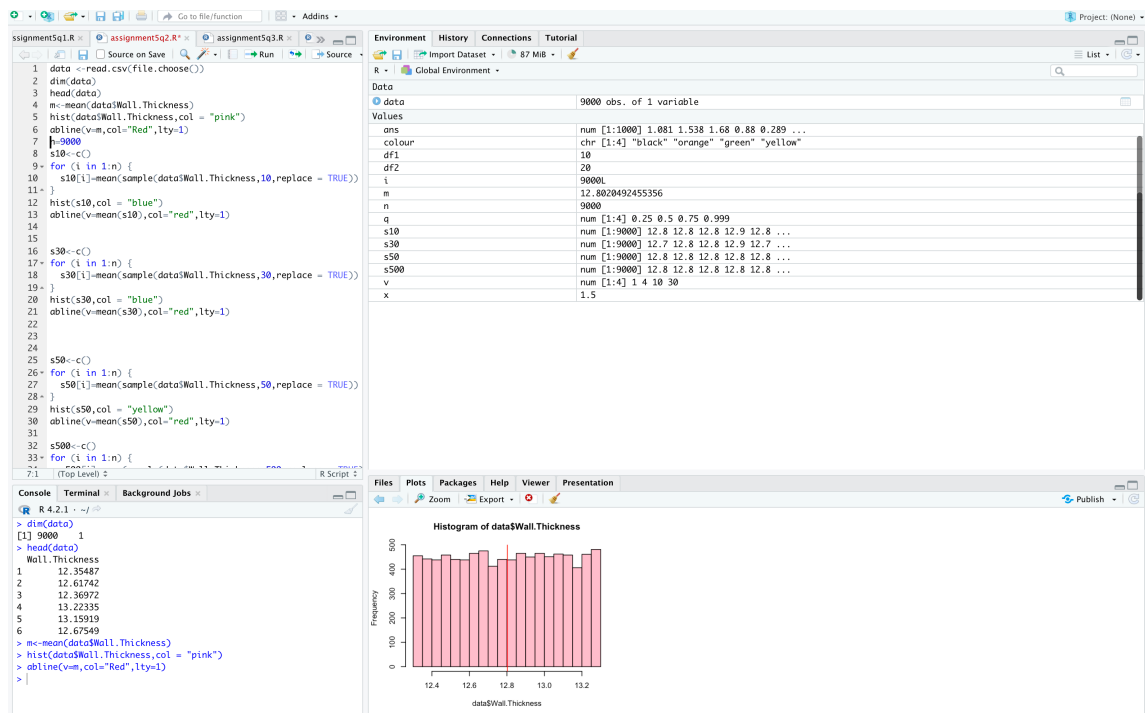 Go to file/function
Addins
Project: (None)
ssignment5q1.R
assignment5q2.R*
assignment5q3.R
Source on Save
Run
Source
1 data <-read.csv(file.choose())
2 dim(data)
3 head(data)
4 m<-mean(data$Wall.Thickness)
5 hist(data$Wall.Thickness,col = "pink")
6 abline(v=m,col="Red",lty=1)
7 n=9000
8 s10<-c()
9 for (i in 1:n) {
10 s10[i]=mean(sample(data$Wall.Thickness,10,replace = TRUE))
11 }
12 hist(s10,col = "blue")
13 abline(v=mean(s10),col="red",lty=1)
14
15
16 s30<-c()
17 for (i in 1:n) {
18 s30[i]=mean(sample(data$Wall.Thickness,30,replace = TRUE))
19 }
20 hist(s30,col = "blue")
21 abline(v=mean(s30),col="red",lty=1)
22
23
24
25 s50<-c()
26 for (i in 1:n) {
27 s50[i]=mean(sample(data$Wall.Thickness,50,replace = TRUE))
28 }
29 hist(s50,col = "yellow")
30 abline(v=mean(s50),col="red",lty=1)
31
32 s500<-c()
33 for (i in 1:n) {
7:1 (Top Level) R Script
Console Terminal Background Jobs
R 4.2.1 · ~/
> dim(data)
[1] 9000 1
> head(data)
Wall.Thickness
1 12.35487
2 12.61742
3 12.36972
4 13.22335
5 13.15919
6 12.67549
> m<-mean(data$Wall.Thickness)
> hist(data$Wall.Thickness,col = "pink")
> abline(v=m,col="Red",lty=1)
>
Environment History Connections Tutorial
Import Dataset 87 MiB List
R Global Environment
Data
data 9000 obs. of 1 variable
Values
ans num [1:1000] 1.081 1.538 1.68 0.88 0.289 ...
colour chr [1:4] "black" "orange" "green" "yellow"
df1 10
df2 20
i 9000L
m 12.8020492455356
n 9000
q num [1:4] 0.25 0.5 0.75 0.999
s10 num [1:9000] 12.8 12.8 12.8 12.9 12.8 ...
s30 num [1:9000] 12.7 12.8 12.8 12.9 12.7 ...
s50 num [1:9000] 12.8 12.8 12.8 12.8 12.8 ...
s500 num [1:9000] 12.8 12.8 12.8 12.8 12.8 ...
v num [1:4] 1 4 10 30
x 1.5
Files Plots Packages Help Viewer Presentation
Zoom Export Publish
Histogram of data$Wall.Thickness
Frequency
500
400
300
200
100
0
12.4 12.6 12.8 13.0 13.2
data$Wall.Thickness